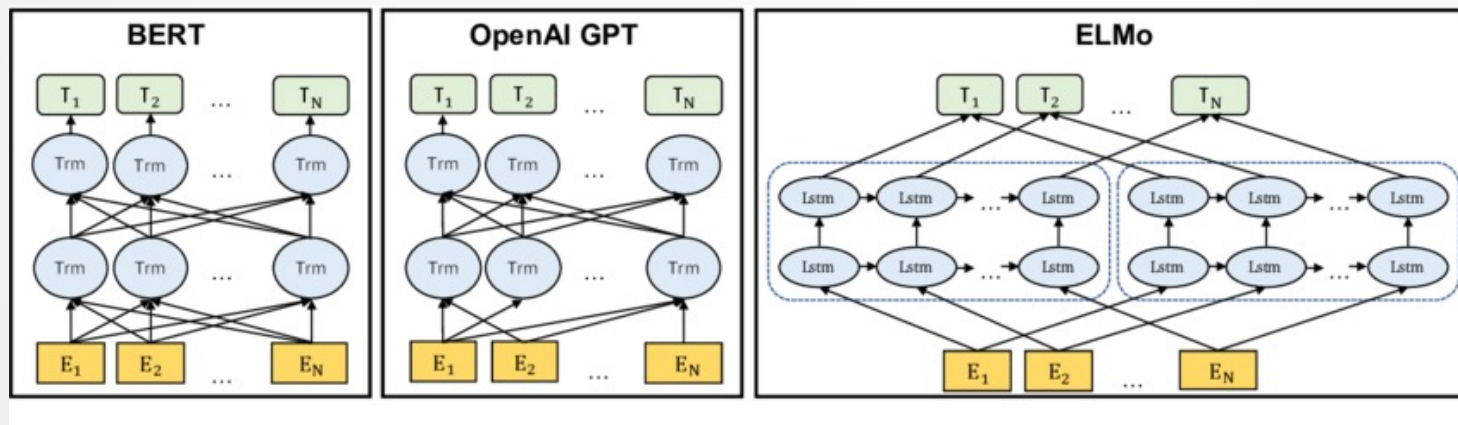 BERT
OpenAI GPT
ELMo
T1 T2 ... TN
T1 T2 ... TN
T1 T2 ... TN
Trm Trm ... Trm
Trm Trm ... Trm
Lstm Lstm ... Lstm
Lstm Lstm ... Lstm
Trm Trm ... Trm
Trm Trm ... Trm
Lstm Lstm ... Lstm
Lstm Lstm ... Lstm
E1 E2 ... EN
E1 E2 ... EN
E1 E2 ... EN